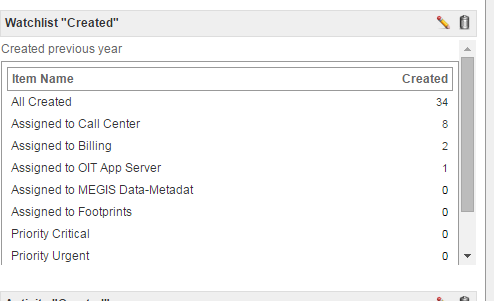 Watchlist "Created"
Created previous year
Item Name Created
All Created 34
Assigned to Call Center 8
Assigned to Billing 2
Assigned to OIT App Server 1
Assigned to MEGIS Data-Metadat 0
Assigned to Footprints 0
Priority Critical 0
Priority Urgent 0
"Created"